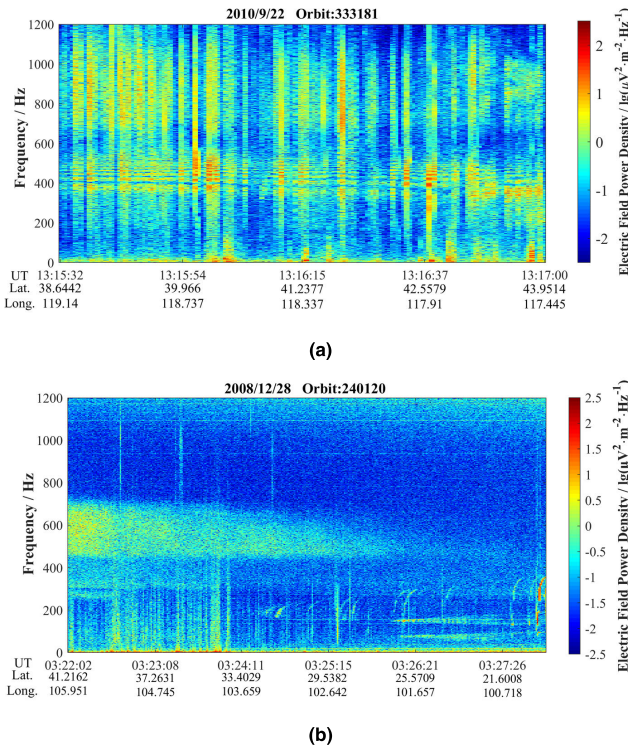 2010/9/22 Orbit:333181
1200
1000
800
600
400
200
0
Frequency / Hz
UT 13:15:32 13:15:54 13:16:15 13:16:37 13:17:00
Lat. 38.6442 39.966 41.2377 42.5579 43.9514
Long. 119.14 118.737 118.337 117.91 117.445
2
1
0
-1
-2
Electric Field Power Density / lg(μV²·m⁻²·Hz⁻¹)
(a)
2008/12/28 Orbit:240120
1200
1000
800
600
400
200
0
Frequency / Hz
UT 03:22:02 03:23:08 03:24:11 03:25:15 03:26:21 03:27:26
Lat. 41.2162 37.2631 33.4029 29.5382 25.5709 21.6008
Long. 105.951 104.745 103.659 102.642 101.657 100.718
2.5
2.0
1.5
1
0.5
0
-0.5
-1
-1.5
-2.0
-2.5
Electric Field Power Density / lg(μV²·m⁻²·Hz⁻¹)
(b)